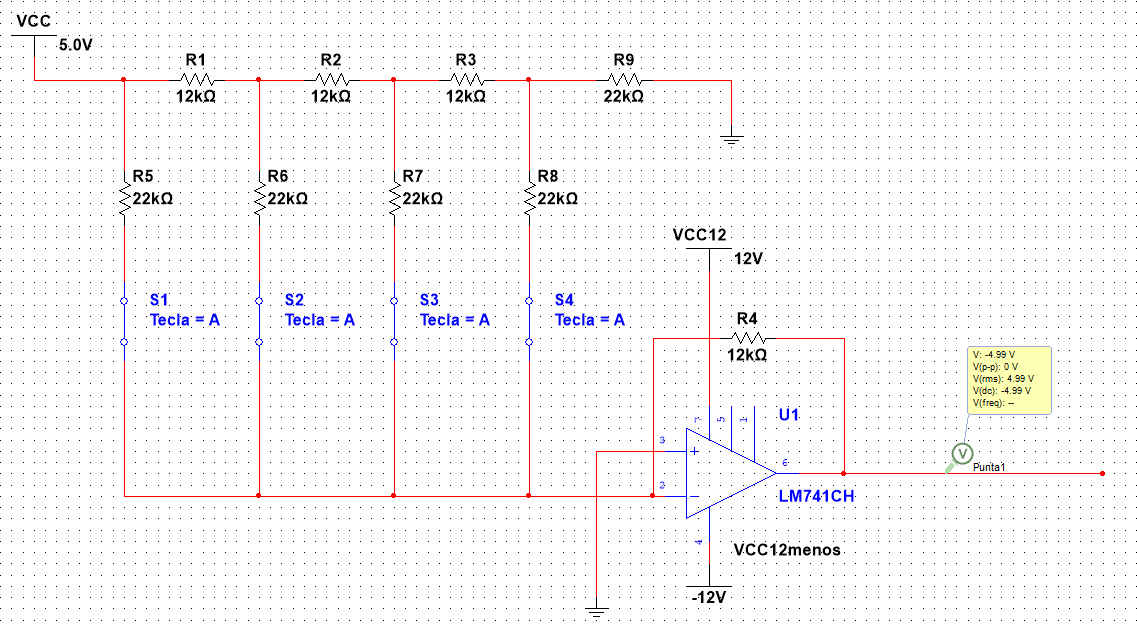 VCC
5.0V
R1
12kΩ
R2
12kΩ
R3
12kΩ
R9
22kΩ
R5
22kΩ
R6
22kΩ
R7
22kΩ
R8
22kΩ
S1
Tecla = A
S2
Tecla = A
S3
Tecla = A
S4
Tecla = A
VCC12
12V
R4
12kΩ
V: -4.99 V
V(p-p): 0 V
V(rms): 4.99 V
V(dc): -4.99 V
V(freq): --
7
5
1
U1
3
+
2
−
6
V
Punta1
LM741CH
4
VCC12menos
-12V